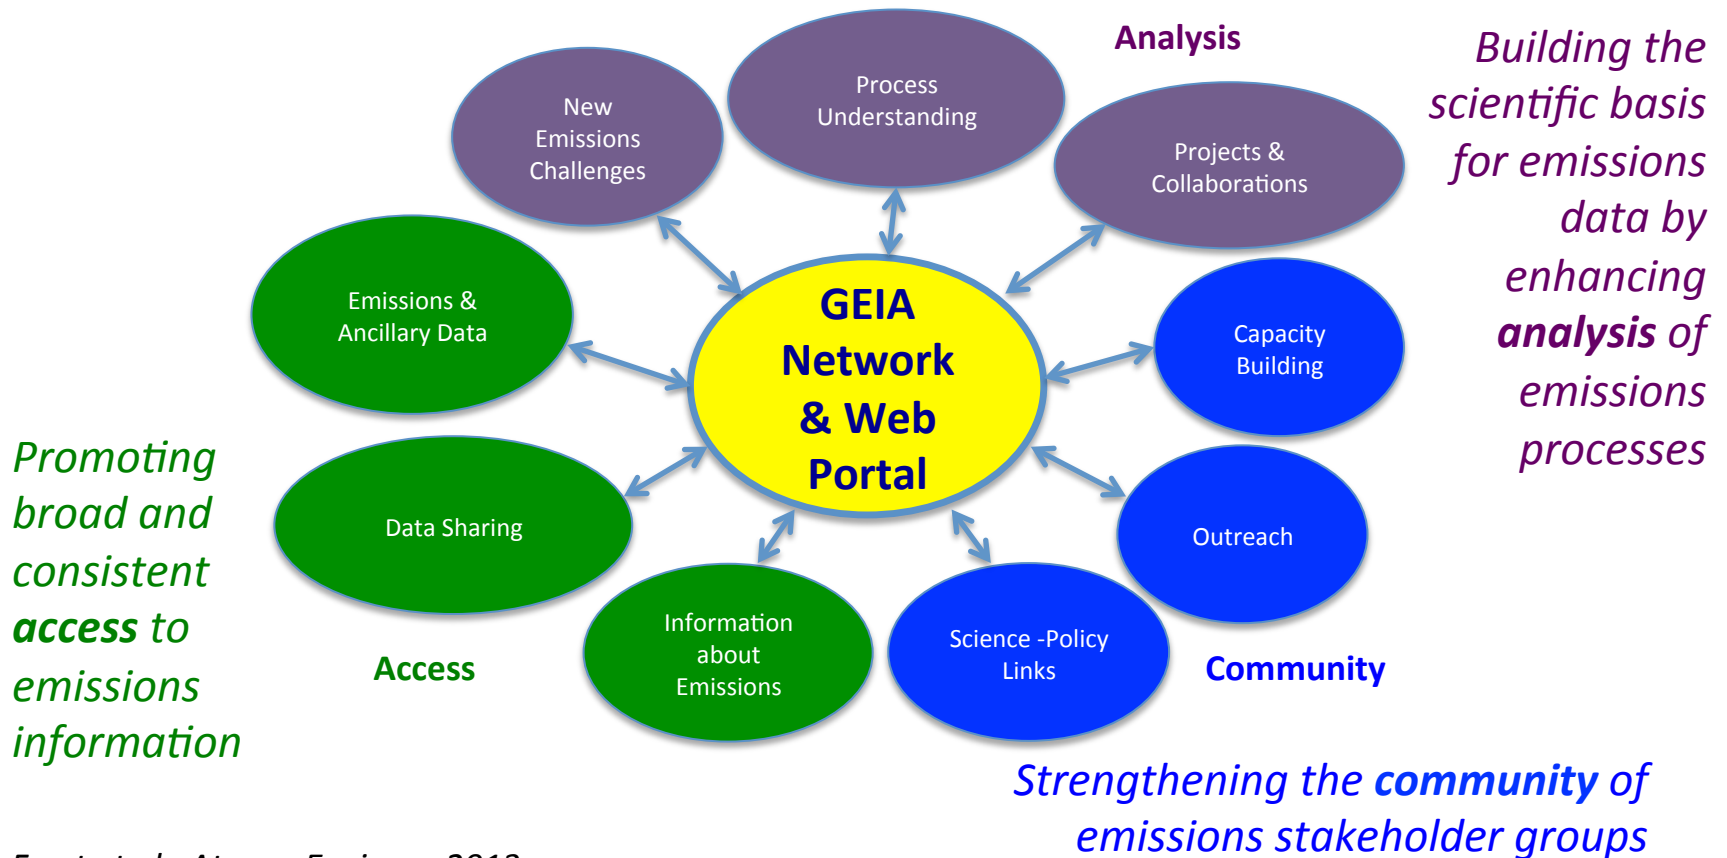 Analysis
Process
Understanding
New
Emissions
Challenges
Projects &
Collaborations
Building the
scientific basis
for emissions
data by
enhancing
analysis of
emissions
processes
Emissions &
Ancillary Data
GEIA
Network
& Web
Portal
Capacity
Building
Promoting
broad and
consistent
access to
emissions
information
Data Sharing
Outreach
Access
Information
about
Emissions
Science -Policy
Links
Community
Strengthening the community of
emissions stakeholder groups